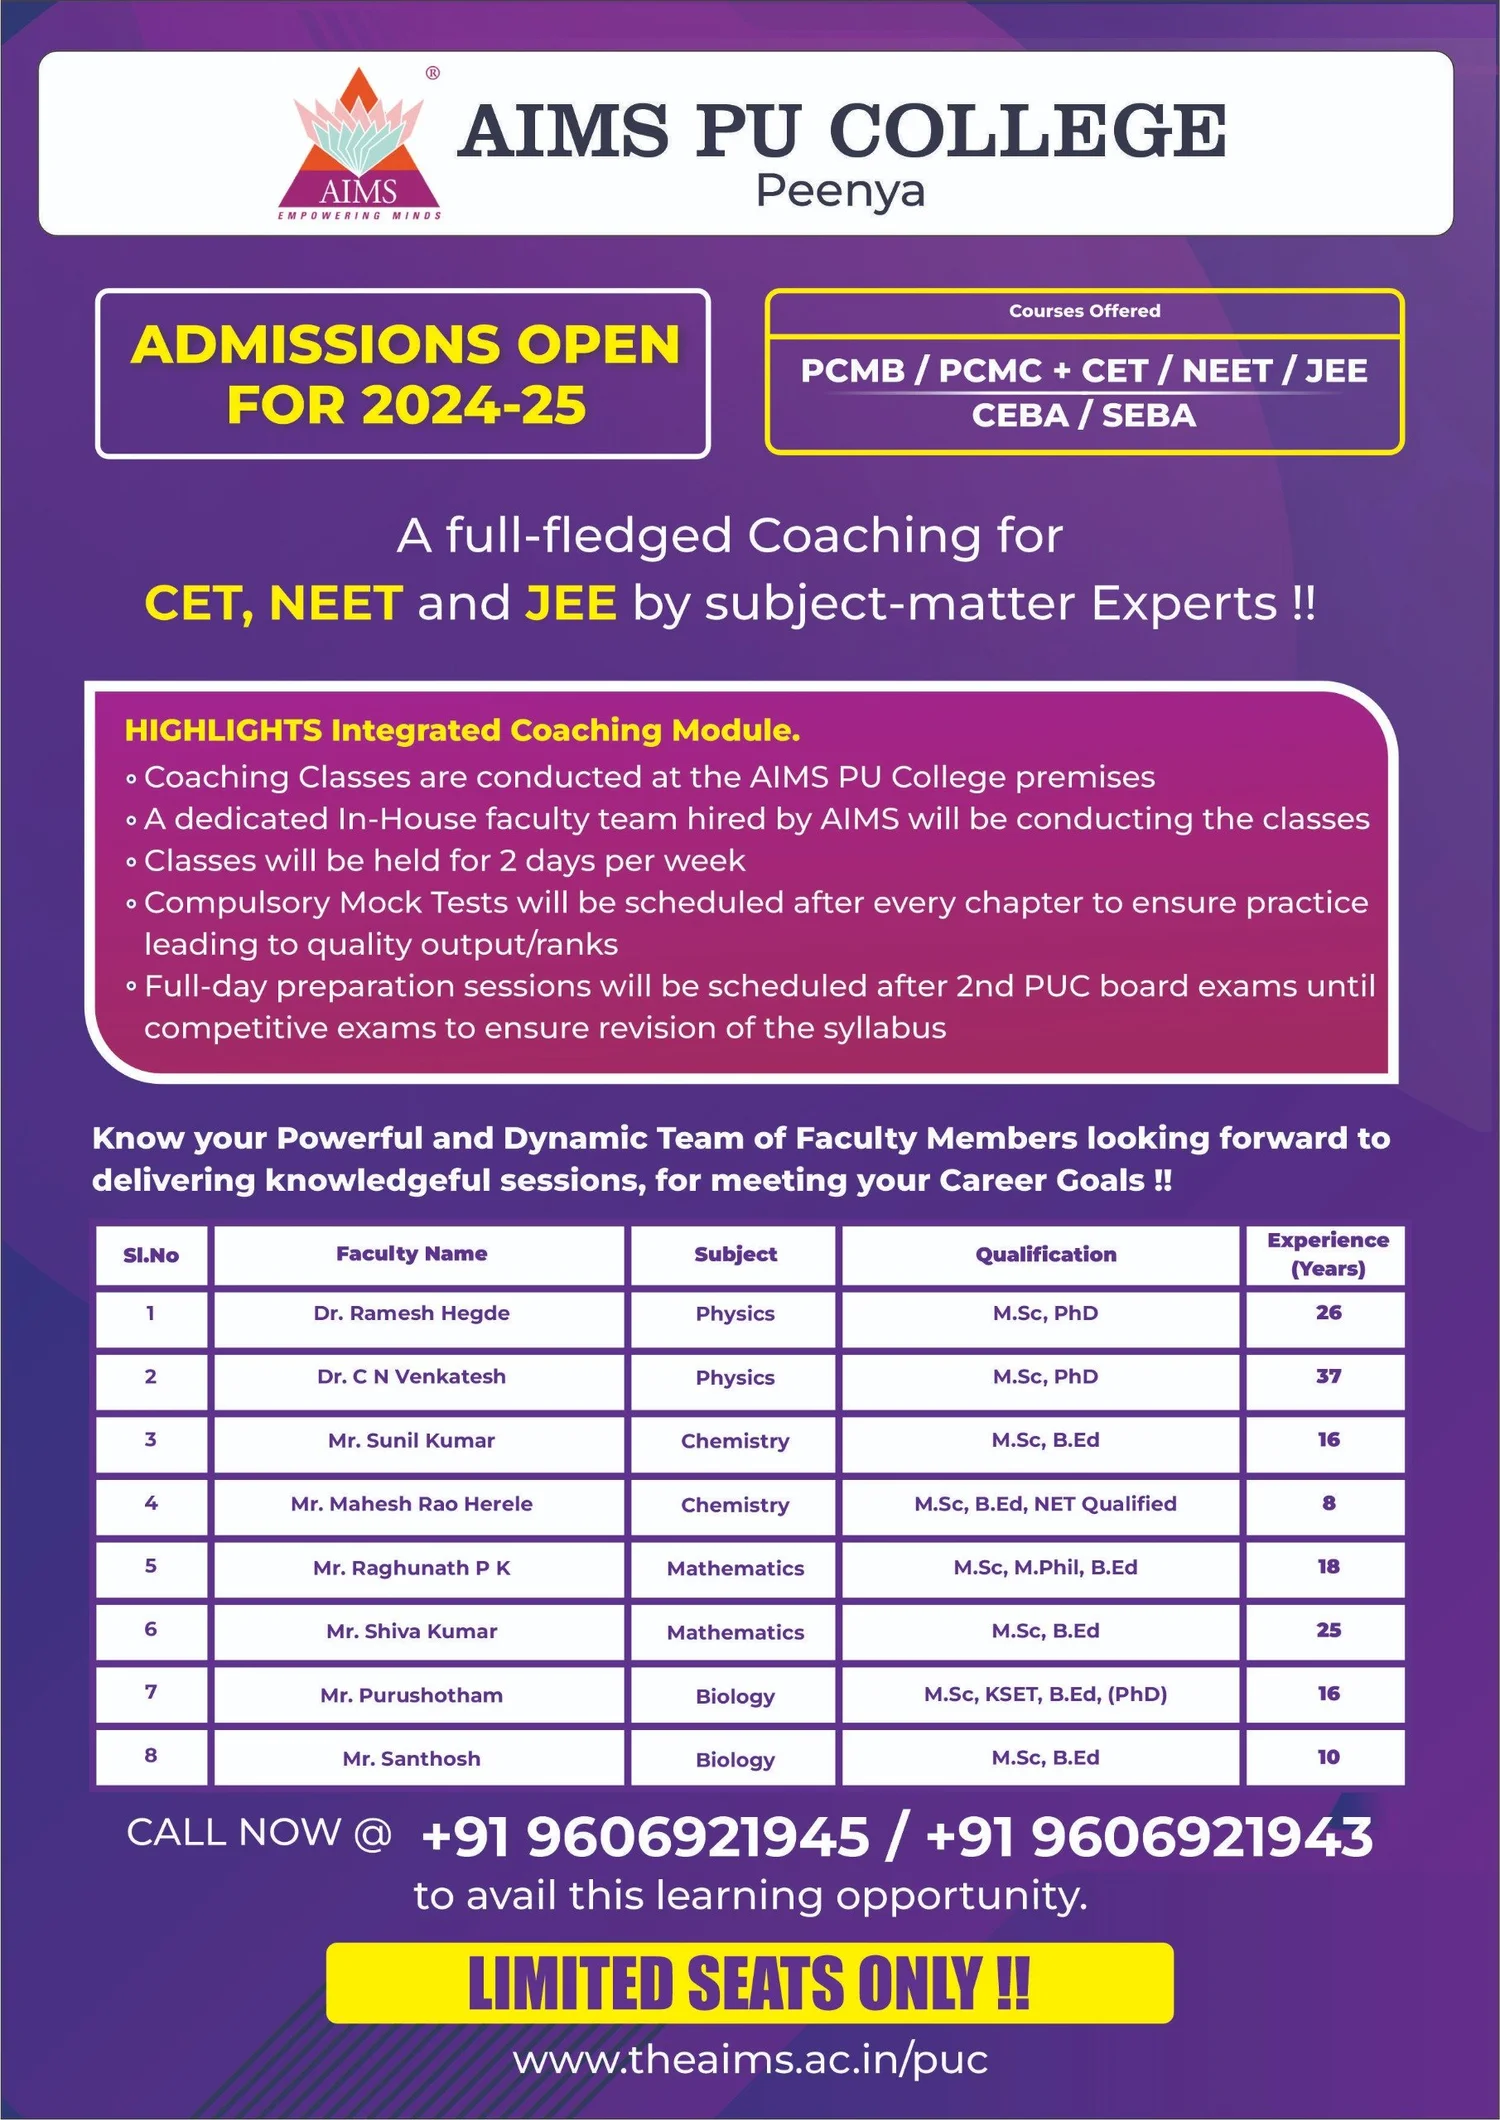 ®
AIMS
EMPOWERING MINDS
AIMS PU COLLEGE
Peenya
ADMISSIONS OPEN
FOR 2024-25
Courses Offered
PCMB / PCMC + CET / NEET / JEE
CEBA / SEBA
A full-fledged Coaching for
CET, NEET and JEE by subject-matter Experts !!
HIGHLIGHTS Integrated Coaching Module.
∘ Coaching Classes are conducted at the AIMS PU College premises
∘ A dedicated In-House faculty team hired by AIMS will be conducting the classes
∘ Classes will be held for 2 days per week
∘ Compulsory Mock Tests will be scheduled after every chapter to ensure practice
leading to quality output/ranks
∘ Full-day preparation sessions will be scheduled after 2nd PUC board exams until
competitive exams to ensure revision of the syllabus
Know your Powerful and Dynamic Team of Faculty Members looking forward to
delivering knowledgeful sessions, for meeting your Career Goals !!
Sl.No Faculty Name Subject Qualification Experience (Years)
1 Dr. Ramesh Hegde Physics M.Sc, PhD 26
2 Dr. C N Venkatesh Physics M.Sc, PhD 37
3 Mr. Sunil Kumar Chemistry M.Sc, B.Ed 16
4 Mr. Mahesh Rao Herele Chemistry M.Sc, B.Ed, NET Qualified 8
5 Mr. Raghunath P K Mathematics M.Sc, M.Phil, B.Ed 18
6 Mr. Shiva Kumar Mathematics M.Sc, B.Ed 25
7 Mr. Purushotham Biology M.Sc, KSET, B.Ed, (PhD) 16
8 Mr. Santhosh Biology M.Sc, B.Ed 10
CALL NOW @ +91 9606921945 / +91 9606921943
to avail this learning opportunity.
LIMITED SEATS ONLY !!
www.theaims.ac.in/puc